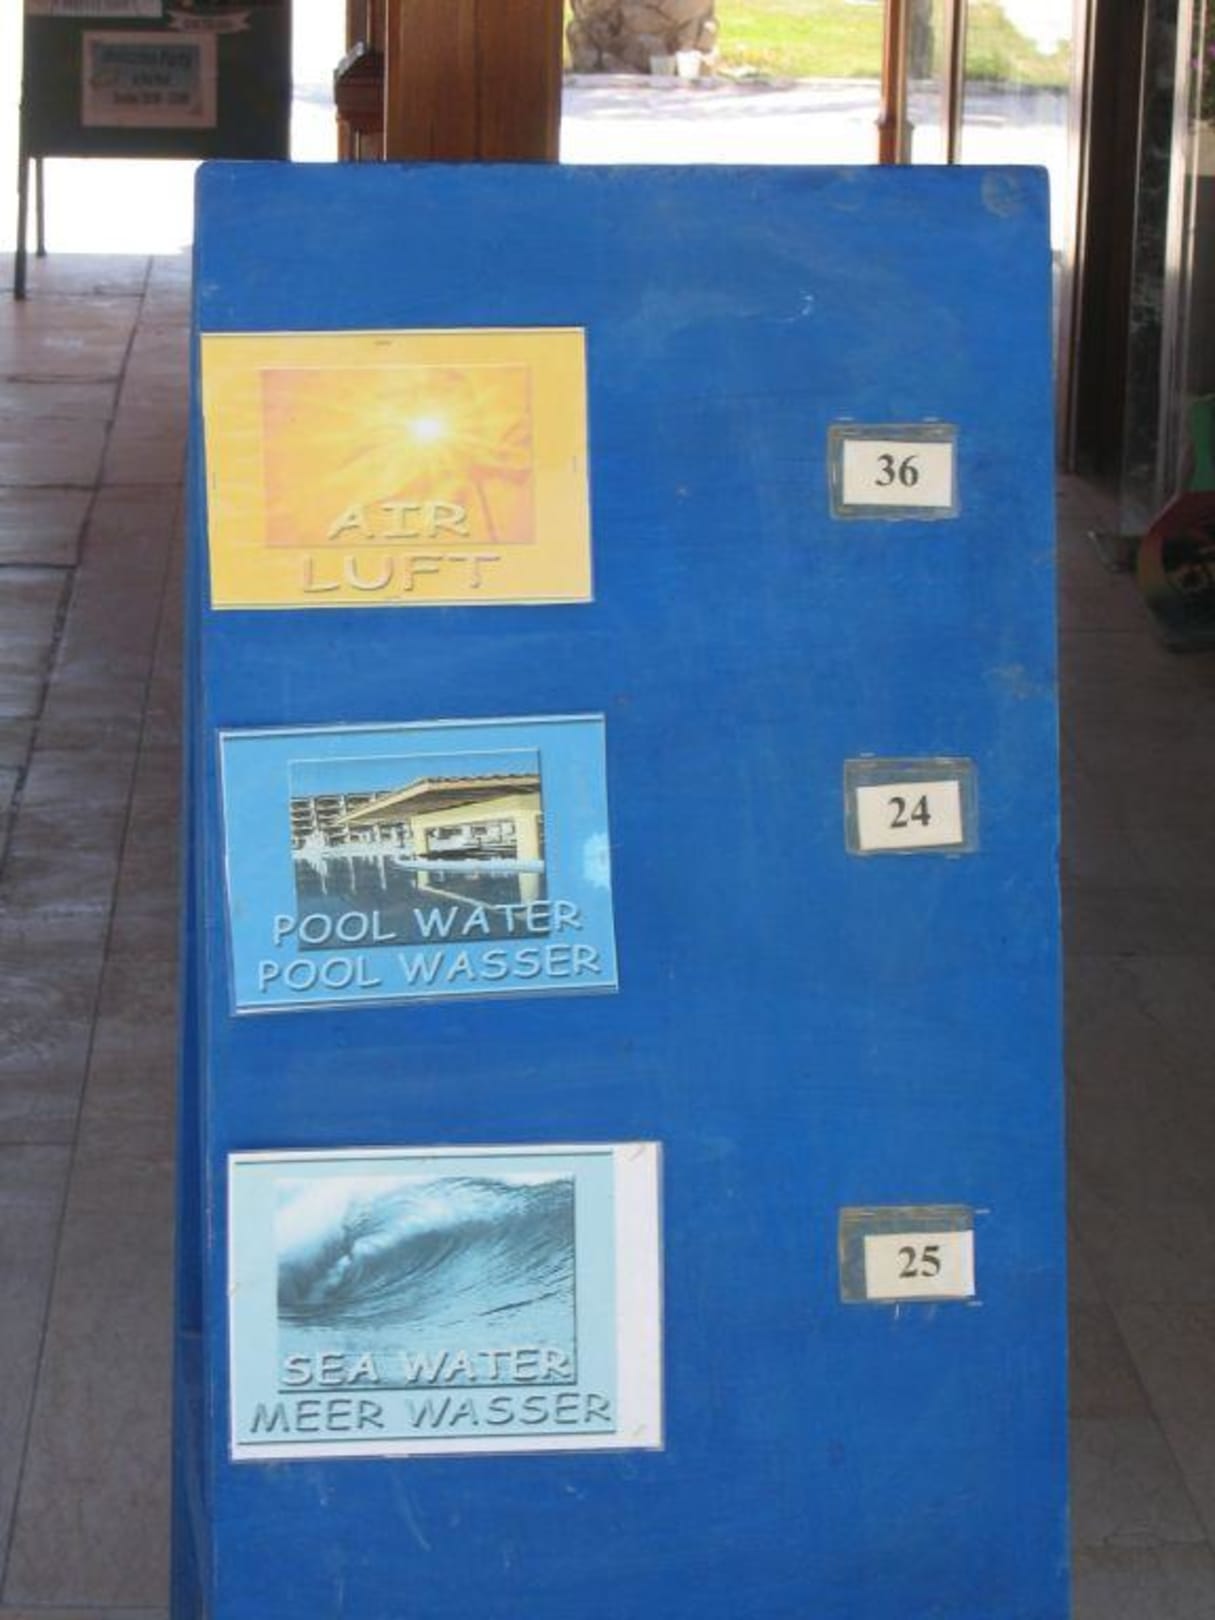 AIR
LUFT
36
POOL WATER
POOL WASSER
24
SEA WATER
MEER WASSER
25